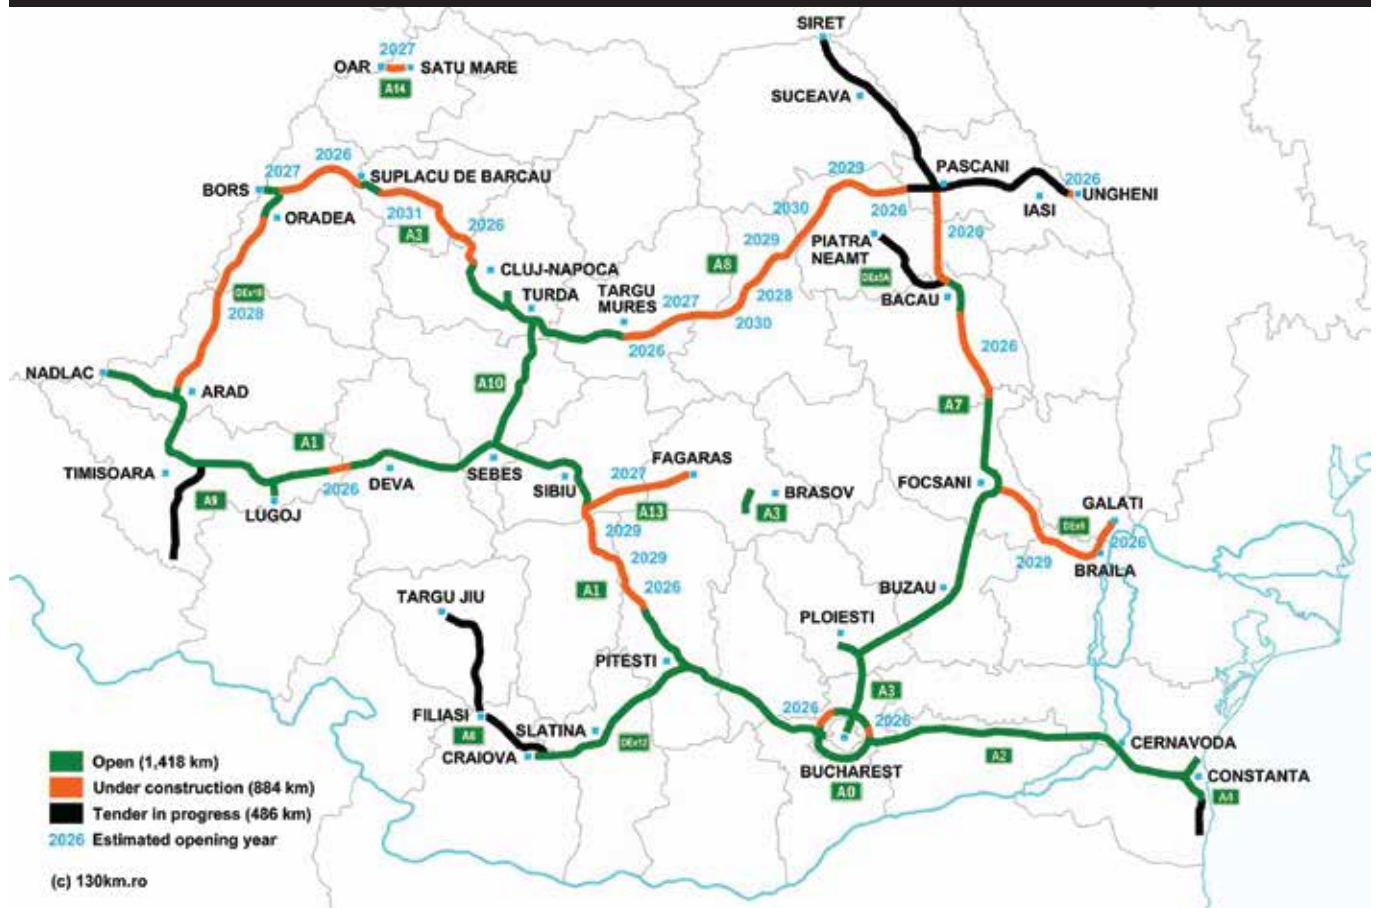 SIRET
2027
OAR
SATU MARE
A14
SUCEAVA
2026
2027
SUPLACU DE BARCAU
BORS
2029
PASCANI
2026
UNGHENI
IASI
ORADEA
2031
A3
2026
2030
2026
2026
2029
PIATRA
NEAMT
A8
CLUJ-NAPOCA
TURDA
TARGU
MURES
2027
2028
BACAU
2028
2030
2026
2026
NADLAC
ARAD
A10
A7
A1
TIMISOARA
2026
DEVA
SEBES
SIBIU
2027
FAGARAS
BRASOV
A3
A13
FOCSANI
GALATI
A9
LUGOJ
2029
2029
2026
BRAILA
2029
A1
2026
TARGU JIU
BUZAU
PLOIESTI
PITESTI
A3
2026
2026
FILIASI
A6
SLATINA
DEx12
CRAIOVA
BUCHAREST
A0
A2
CERNAVODA
CONSTANTA
Open (1,418 km)
Under construction (884 km)
Tender in progress (486 km)
2026 Estimated opening year
(c) 130km.ro